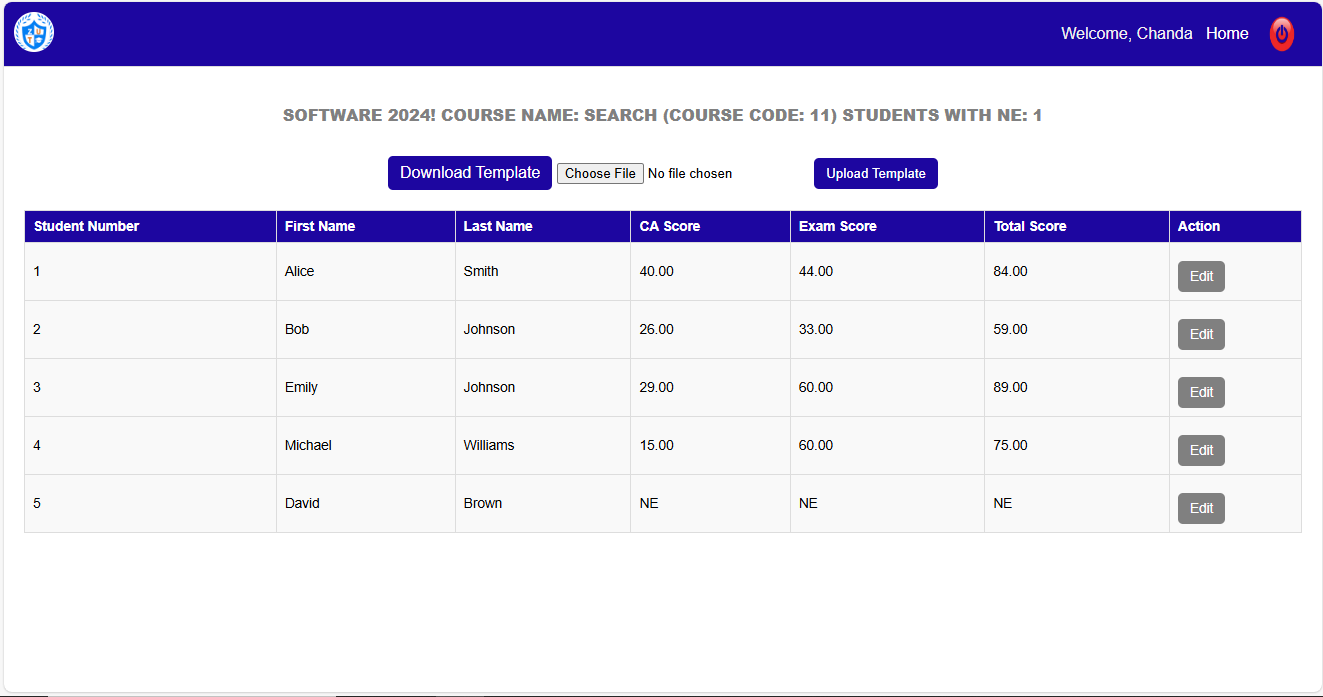 Welcome, Chanda Home
SOFTWARE 2024! COURSE NAME: SEARCH (COURSE CODE: 11) STUDENTS WITH NE: 1
Download Template Choose File No file chosen Upload Template
Student Number First Name Last Name CA Score Exam Score Total Score Action
1 Alice Smith 40.00 44.00 84.00 Edit
2 Bob Johnson 26.00 33.00 59.00 Edit
3 Emily Johnson 29.00 60.00 89.00 Edit
4 Michael Williams 15.00 60.00 75.00 Edit
5 David Brown NE NE NE Edit